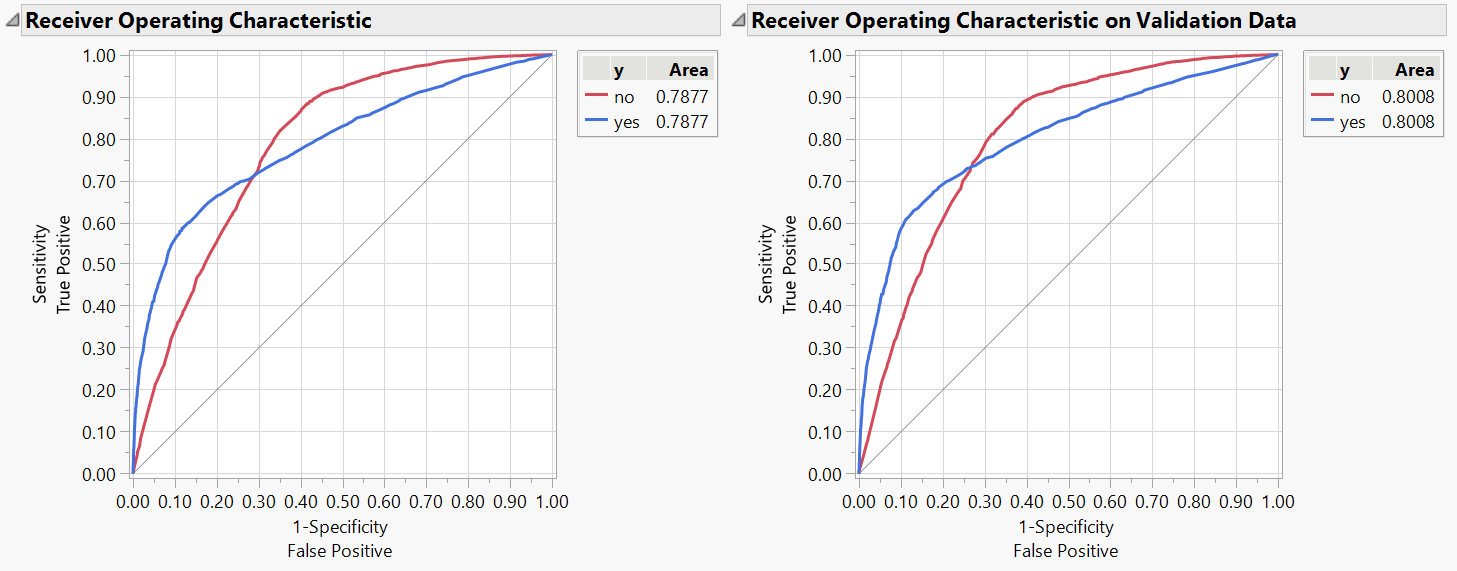 Receiver Operating Characteristic
1.00
0.90
0.80
0.70
0.60
0.50
0.40
0.30
0.20
0.10
0.00
Sensitivity
True Positive
0.00 0.10 0.20 0.30 0.40 0.50 0.60 0.70 0.80 0.90 1.00
1-Specificity
False Positive
y Area
no 0.7877
yes 0.7877
Receiver Operating Characteristic on Validation Data
1.00
0.90
0.80
0.70
0.60
0.50
0.40
0.30
0.20
0.10
0.00
Sensitivity
True Positive
0.00 0.10 0.20 0.30 0.40 0.50 0.60 0.70 0.80 0.90 1.00
1-Specificity
False Positive
y Area
no 0.8008
yes 0.8008